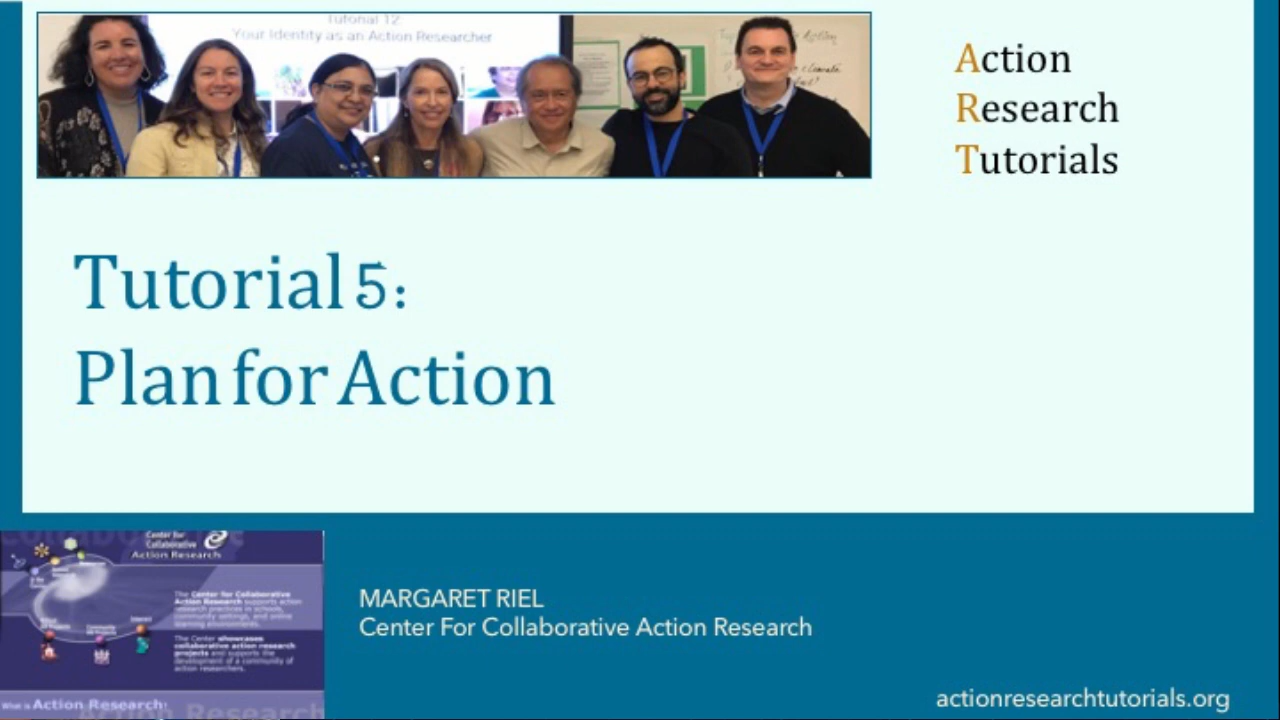 Tutorial 12:
Your Identity as an Action Researcher
Action
Research
Tutorials
Tutorial 5:
Plan for Action
Center for
Collaborative
Action Research
The Center for Collaborative
Action Research supports action
research practices in schools,
community settings, and online
learning environments.
The Center showcases
collaborative action research
projects and supports the
development of a community of
action researchers.
What is Action Research?
Action Research
MARGARET RIEL
Center For Collaborative Action Research
actionresearchtutorials.org